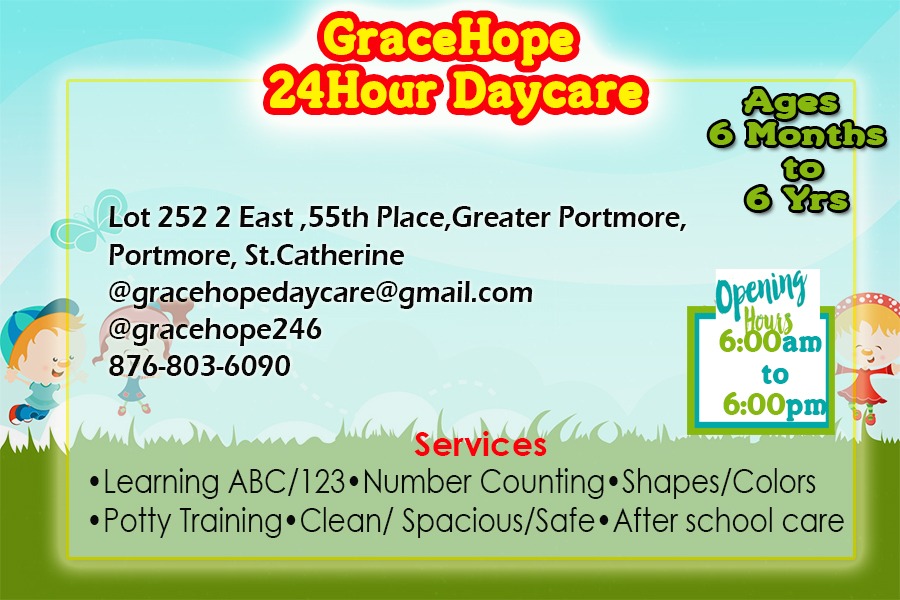 GraceHope
24Hour Daycare
Ages
6 Months
to
6 Yrs
Lot 252 2 East ,55th Place,Greater Portmore,
Portmore, St.Catherine
@gracehopedaycare@gmail.com
@gracehope246
876-803-6090
Opening
Hours
6:00am
to
6:00pm
Services
•Learning ABC/123•Number Counting•Shapes/Colors
•Potty Training•Clean/ Spacious/Safe•After school care